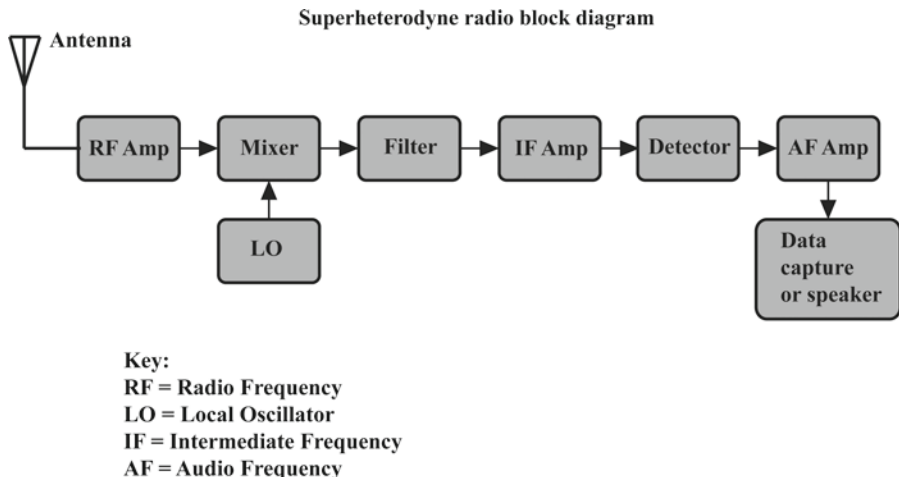 Superheterodyne radio block diagram
Antenna
RF Amp
Mixer
Filter
IF Amp
Detector
AF Amp
LO
Data
capture
or speaker
Key:
RF = Radio Frequency
LO = Local Oscillator
IF = Intermediate Frequency
AF = Audio Frequency